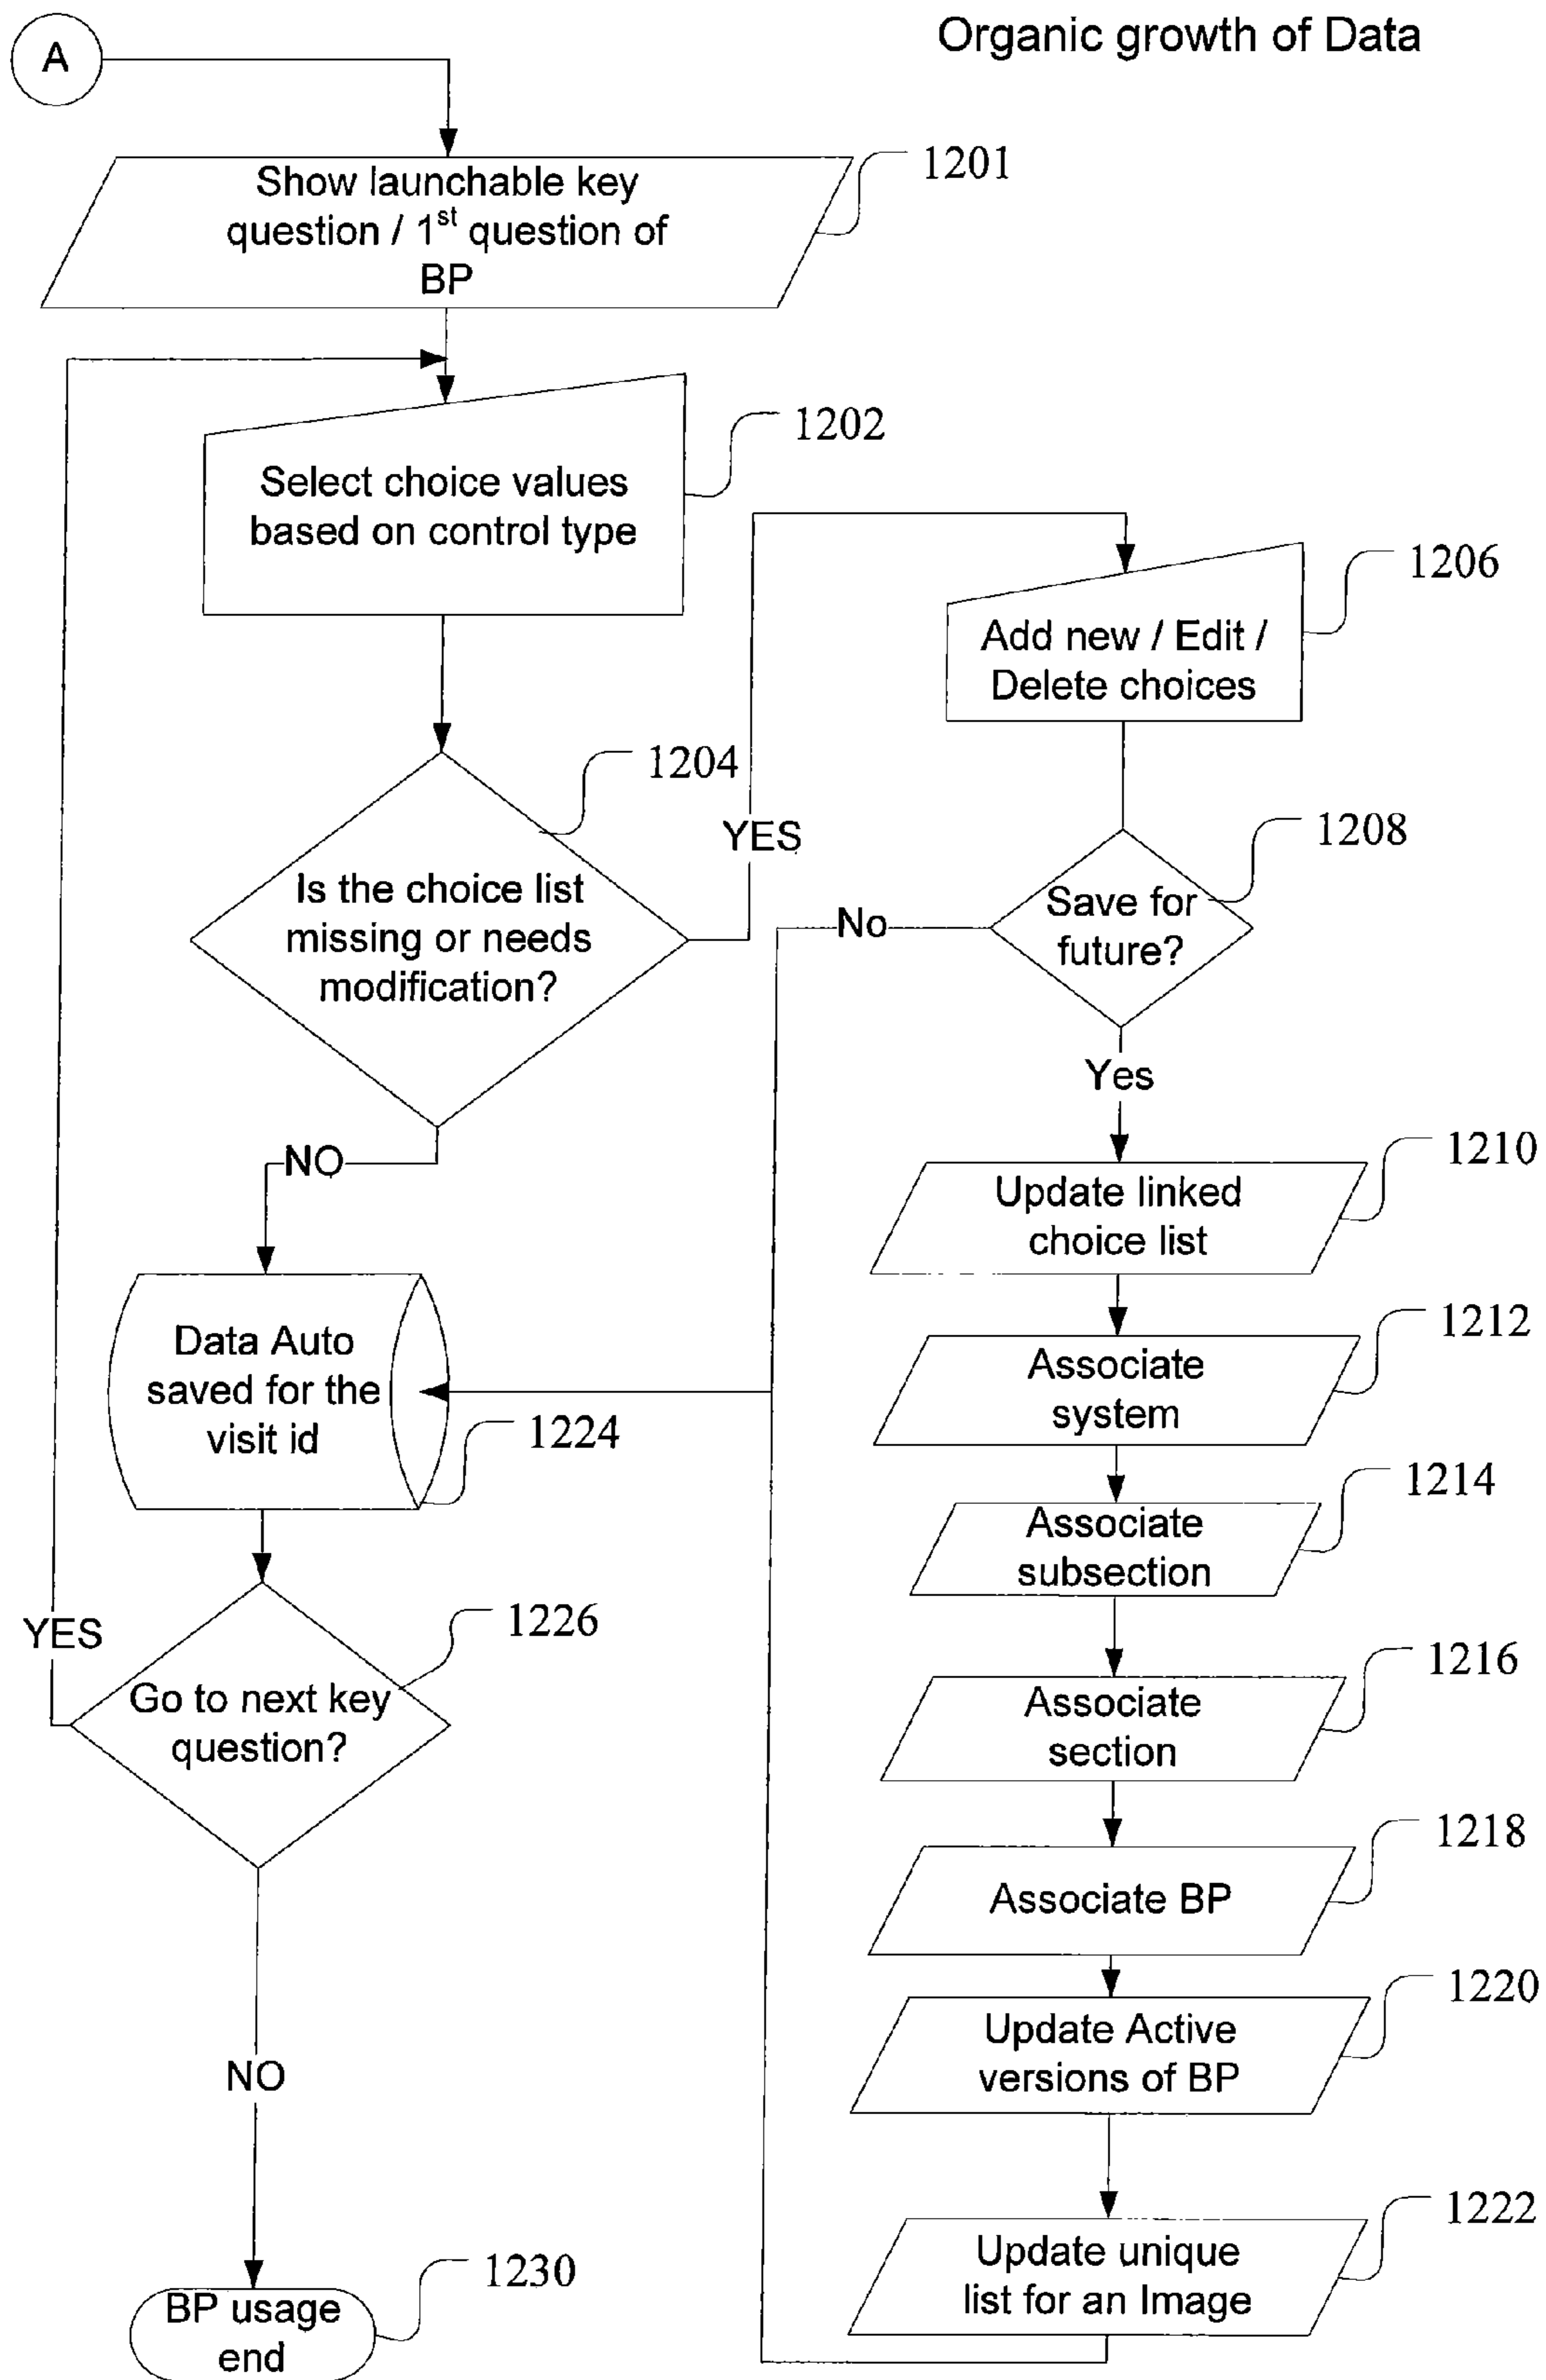 Organic growth of Data
A
Show launchable key
question / 1st question of
BP
1201
Select choice values
based on control type
1202
Is the choice list
missing or needs
modification?
1204
YES
Add new / Edit /
Delete choices
1206
Save for
future?
1208
No
Yes
NO
Update linked
choice list
1210
Associate
system
1212
Associate
subsection
1214
Associate
section
1216
Associate BP
1218
Update Active
versions of BP
1220
Update unique
list for an Image
1222
Data Auto
saved for the
visit id
1224
Go to next key
question?
1226
YES
NO
BP usage
end
1230